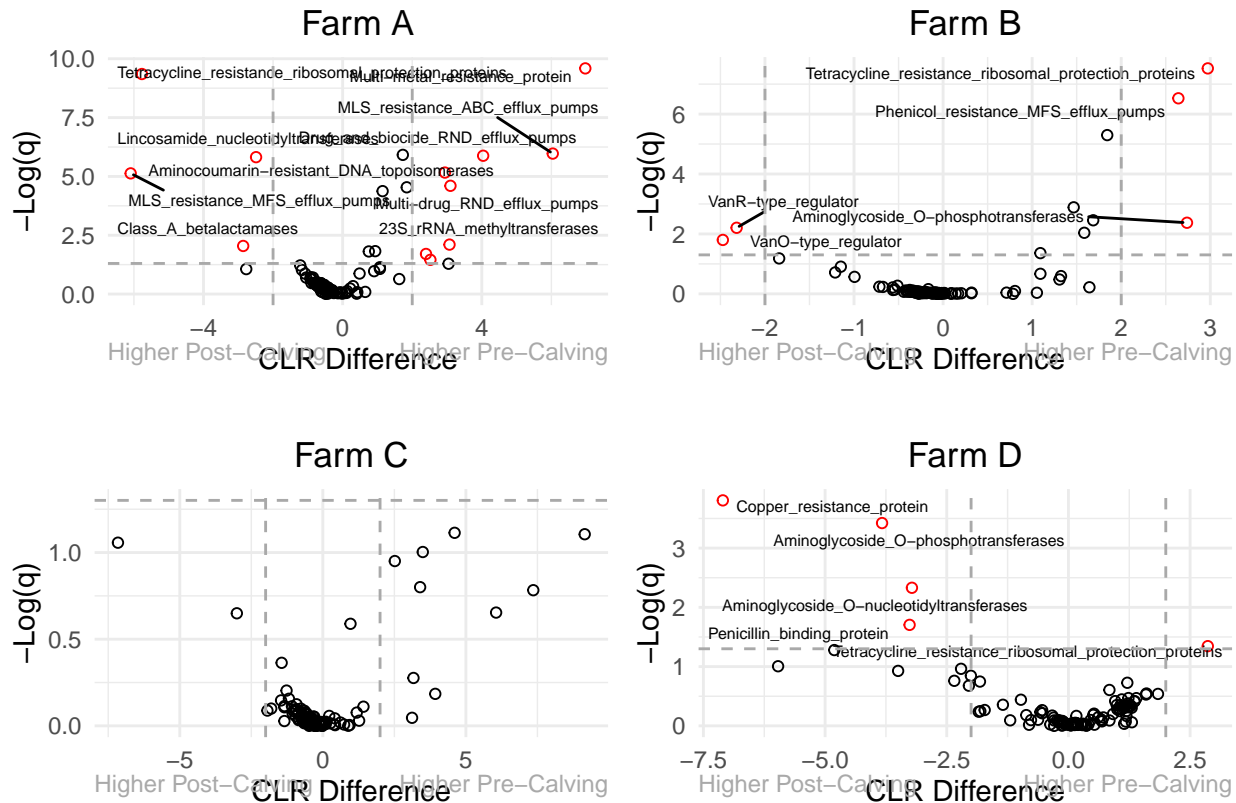 Farm A
Farm B
10.0
7.5
5.0
2.5
0.0
−Log(q)
Tetracycline_resistance_ribosomal_protection_proteins
Multi−metal_resistance_protein
MLS_resistance_ABC_efflux_pumps
Lincosamide_nucleotidyltransferases
Drug_and_biocide_RND_efflux_pumps
Aminocoumarin−resistant_DNA_topoisomerases
MLS_resistance_MFS_efflux_pumps
Multi−drug_RND_efflux_pumps
Class_A_betalactamases
23S_rRNA_methyltransferases
−4
0
4
Higher Post−Calving
CLR Difference
Higher Pre−Calving
6
4
2
0
−Log(q)
Tetracycline_resistance_ribosomal_protection_proteins
Phenicol_resistance_MFS_efflux_pumps
VanR−type_regulator
Aminoglycoside_O−phosphotransferases
VanO−type_regulator
−2
−1
0
1
2
3
Higher Post−Calving
CLR Difference
Higher Pre−Calving
Farm C
Farm D
1.0
0.5
0.0
−Log(q)
−5
0
5
Higher Post−Calving
CLR Difference
Higher Pre−Calving
3
2
1
0
−Log(q)
Copper_resistance_protein
Aminoglycoside_O−phosphotransferases
Aminoglycoside_O−nucleotidyltransferases
Penicillin_binding_protein
Tetracycline_resistance_ribosomal_protection_proteins
−7.5
−5.0
−2.5
0.0
2.5
Higher Post−Calving
CLR Difference
Higher Pre−Calving